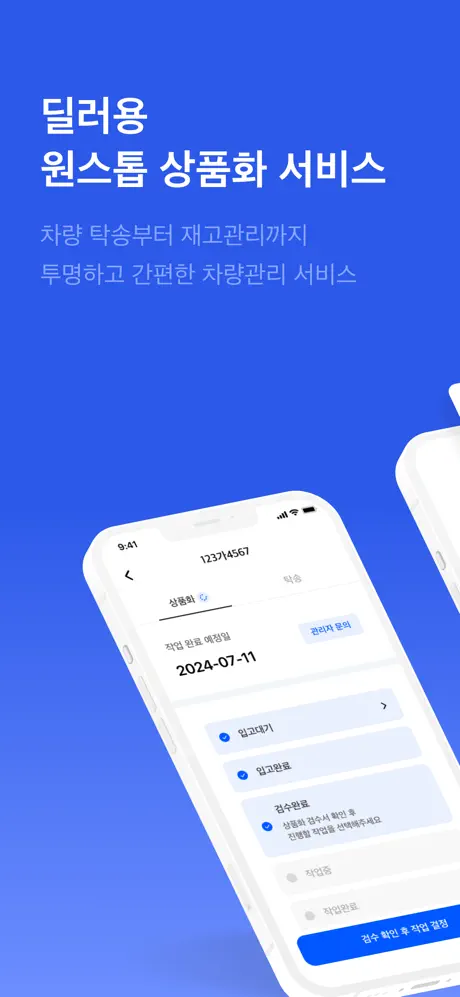 딜러용
원스톱 상품화 서비스
차량 탁송부터 재고관리까지
투명하고 간편한 차량관리 서비스
9:41
123가4567
상품화
탁송
작업 완료 예정일
관리자 문의
2024-07-11
입고대기
입고완료
검수완료
상품화 검수서 확인 후
진행할 작업을 선택해주세요
작업중
작업완료
검수 확인 후 작업 결정